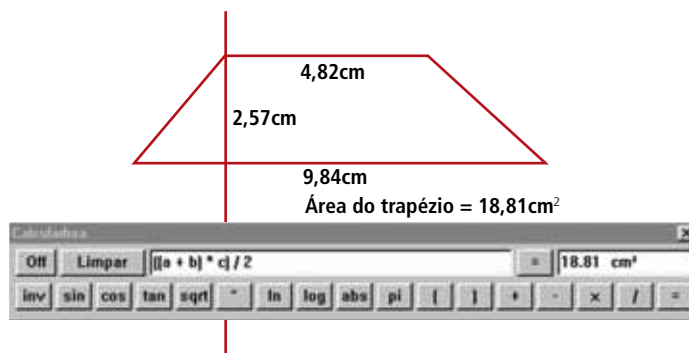 4,82cm
2,57cm
9,84cm
Área do trapézio = 18,81cm²
Calculadora
Off Limpar [[a + b] * c] / 2 = 18.81 cm²
inv sin cos tan sqrt ^ ln log abs pi [ ] + - × / =